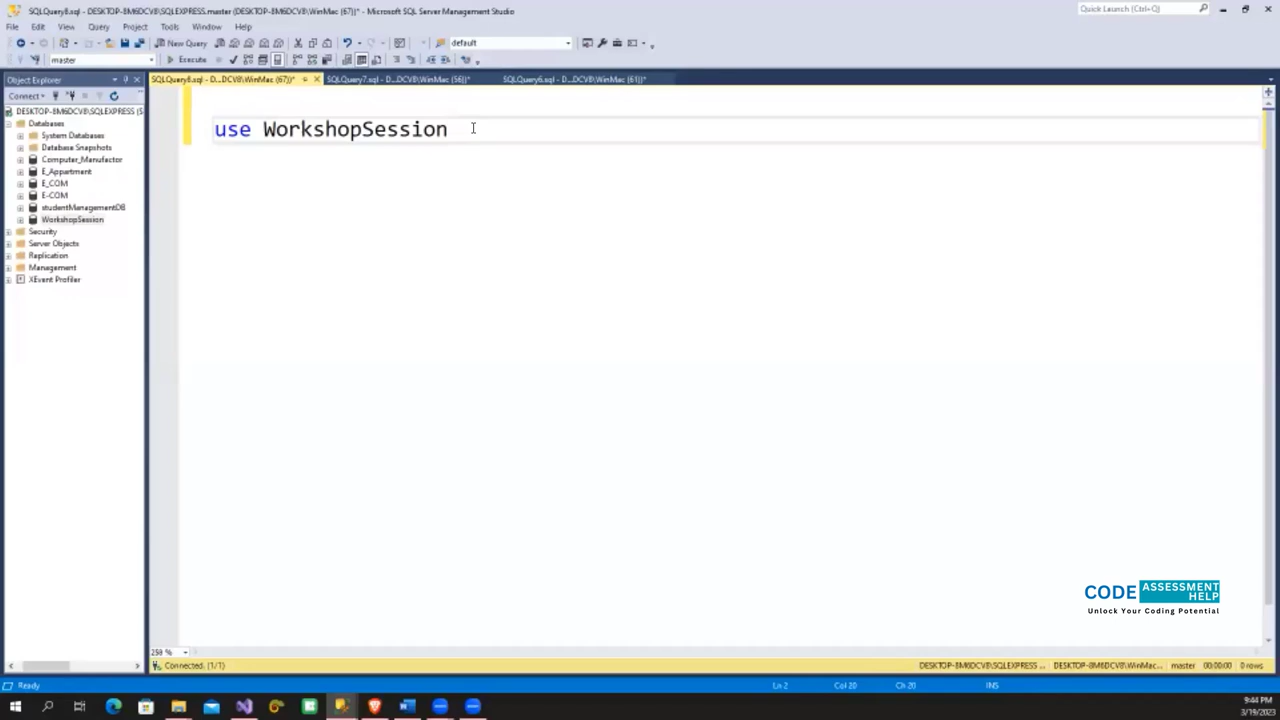 SQLQuery8.sql - DESKTOP-8M6DCV8\SQLEXPRESS.master (DESKTOP-8M6DCV8\WinMac (67))* - Microsoft SQL Server Management Studio
Quick Launch (Ctrl+Q)
File Edit View Query Project Tools Window Help
New Query
default
master
Execute
Object Explorer
SQLQuery8.sql - D...DCV8\WinMac (67))*
SQLQuery7.sql - D...DCV8\WinMac (56))*
SQLQuery6.sql - D...DCV8\WinMac (61))*
Connect
DESKTOP-8M6DCV8\SQLEXPRESS (S
Databases
System Databases
Database Snapshots
Computer_Manufactor
E_Appartment
E_COM
E-COM
studentManagementDB
WorkshopSession
Security
Server Objects
Replication
Management
XEvent Profiler
use WorkshopSession
CODE ASSESSMENT HELP
Unlock Your Coding Potential
259 %
Connected. (1/1)
DESKTOP-8M6DCV8\SQLEXPRESS ...
DESKTOP-8M6DCV8\WinMac...
master
00:00:00
0 rows
Ready
Ln 2
Col 20
Ch 20
INS
9:44 PM
3/19/2023